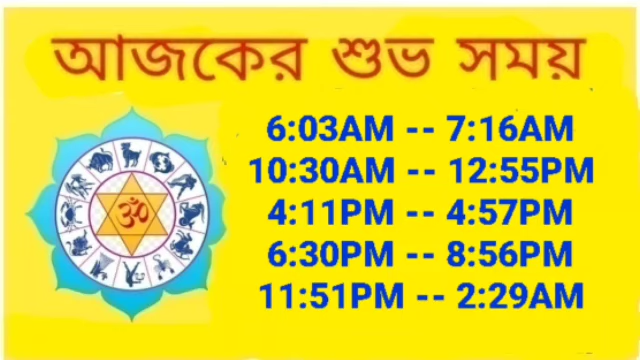 আজকের শুভ সময়
6:03AM -- 7:16AM
10:30AM -- 12:55PM
4:11PM -- 4:57PM
6:30PM -- 8:56PM
11:51PM -- 2:29AM
ॐ